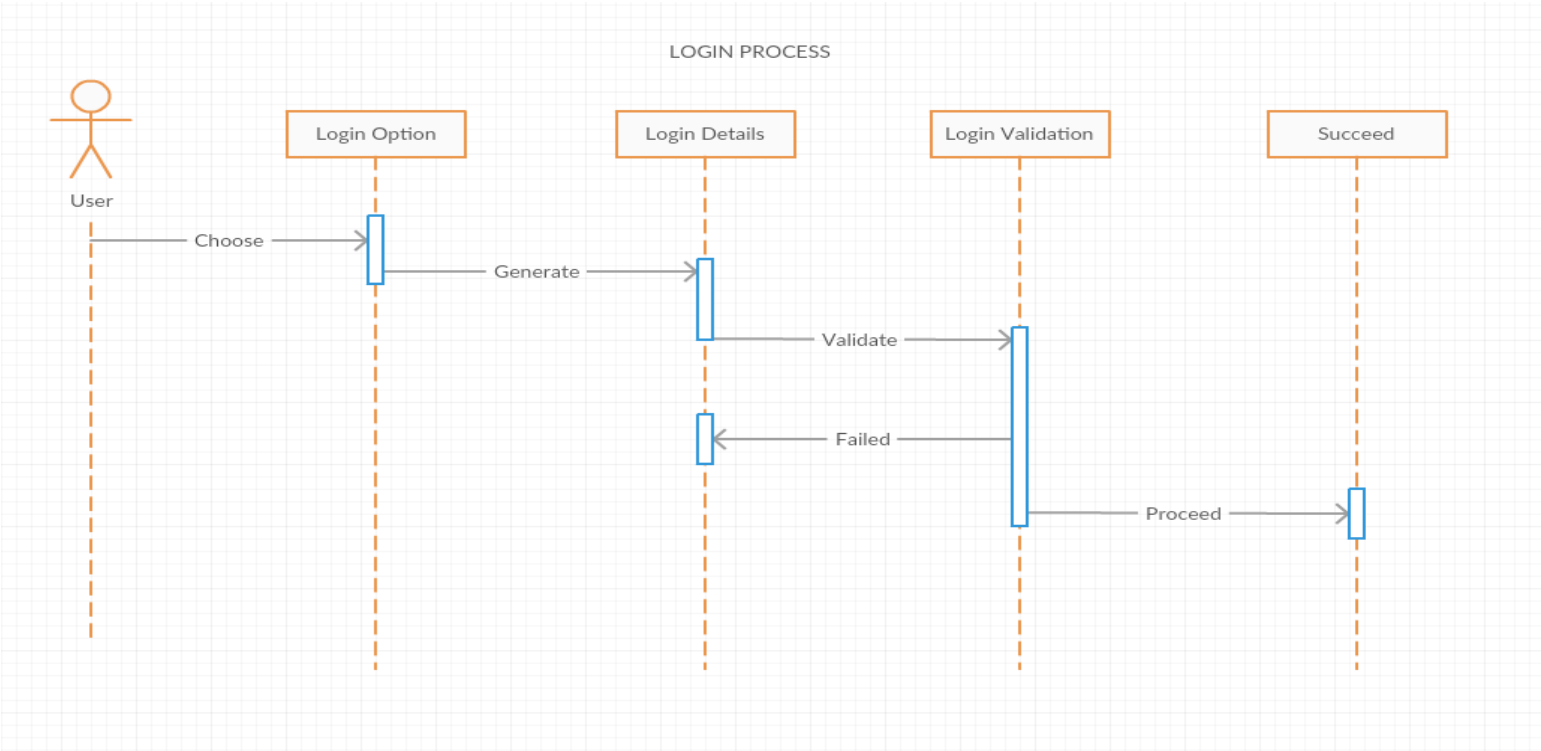 LOGIN PROCESS
Login Option
Login Details
Login Validation
Succeed
User
Choose
Generate
Validate
Failed
Proceed